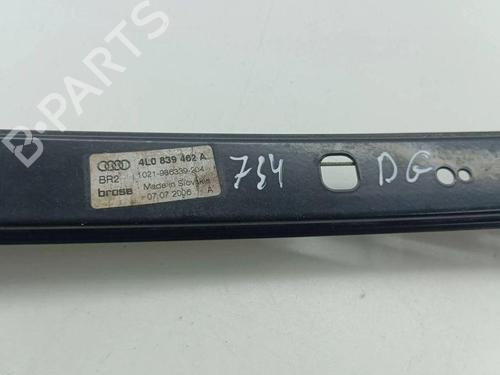 4L0 839 462 A
BR2 1021-986339-204
brose Made in Slovakia
07.07.2006 A
734
DG
B-PARTS